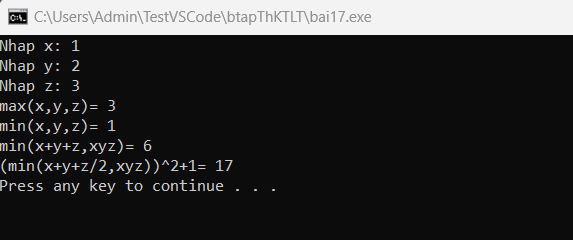 C:\Users\Admin\TestVSCode\btapThKTLT\bai17.exe
Nhap x: 1
Nhap y: 2
Nhap z: 3
max(x,y,z)= 3
min(x,y,z)= 1
min(x+y+z,xyz)= 6
(min(x+y+z/2,xyz))^2+1= 17
Press any key to continue . . .